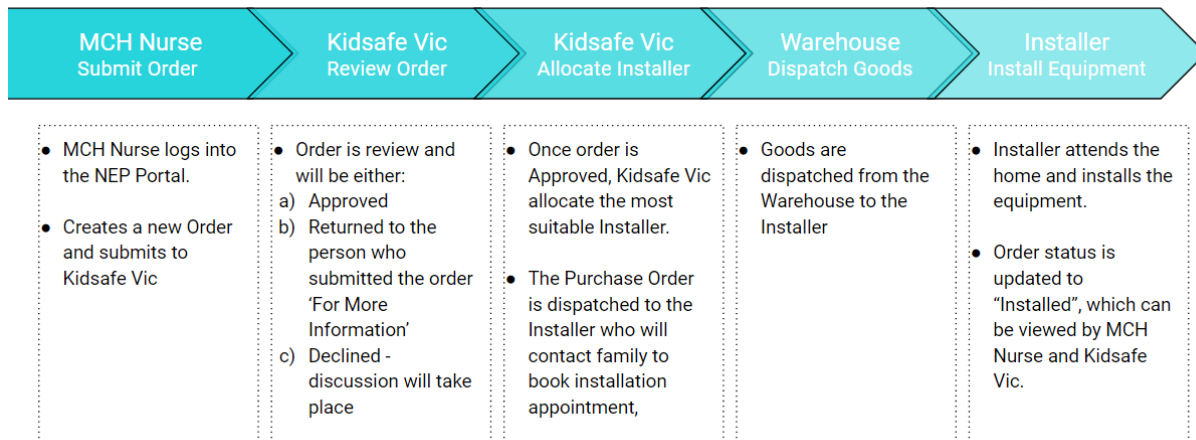 MCH Nurse
Submit Order
Kidsafe Vic
Review Order
Kidsafe Vic
Allocate Installer
Warehouse
Dispatch Goods
Installer
Install Equipment
● MCH Nurse logs into
the NEP Portal.
● Creates a new Order
and submits to
Kidsafe Vic
● Order is review and
will be either:
a) Approved
b) Returned to the
person who
submitted the order
‘For More
Information’
c) Declined -
discussion will take
place
● Once order is
Approved, Kidsafe Vic
allocate the most
suitable Installer.
● The Purchase Order
is dispatched to the
Installer who will
contact family to
book installation
appointment,
● Goods are
dispatched from the
Warehouse to the
Installer
● Installer attends the
home and installs the
equipment.
● Order status is
updated to
“Installed”, which can
be viewed by MCH
Nurse and Kidsafe
Vic.